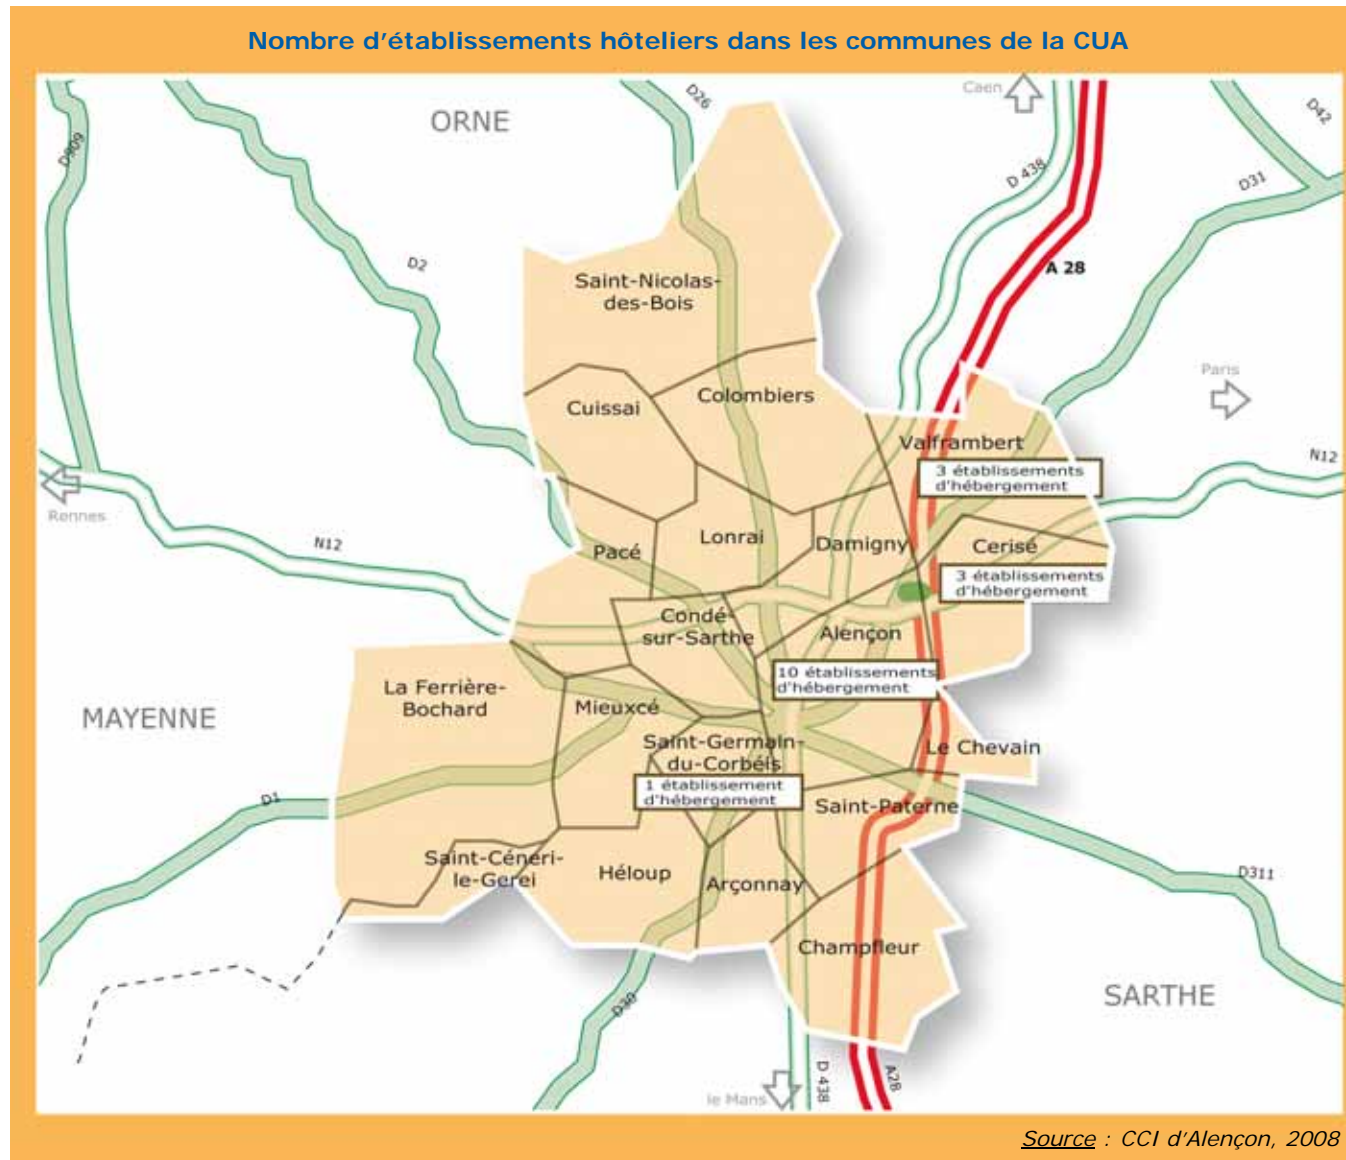 Nombre d'établissements hôteliers dans les communes de la CUA
Caen
D26
D42
ORNE
D909
D 438
D31
D2
A 28
Saint-Nicolas-
des-Bois
Paris
Colombiers
Cuissai
Valframbert
N12
3 établissements
d'hébergement
Rennes
Lonrai
Damigny
Cerisé
N12
Pacé
3 établissements
d'hébergement
Condé-
sur-Sarthe
Alençon
10 établissements
d'hébergement
La Ferrière-
Bochard
MAYENNE
Mieuxcé
Saint-Germain-
du-Corbéis
Le Chevain
1 établissement
d'hébergement
D1
Saint-Paterne
Saint-Céneri-
le-Gerei
Héloup
Arçonnay
D311
Champfleur
SARTHE
D30
D 438
A28
le Mans
Source : CCI d'Alençon, 2008